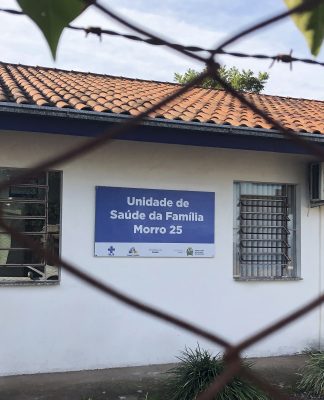 Unidade de
Saúde da Família
Morro 25